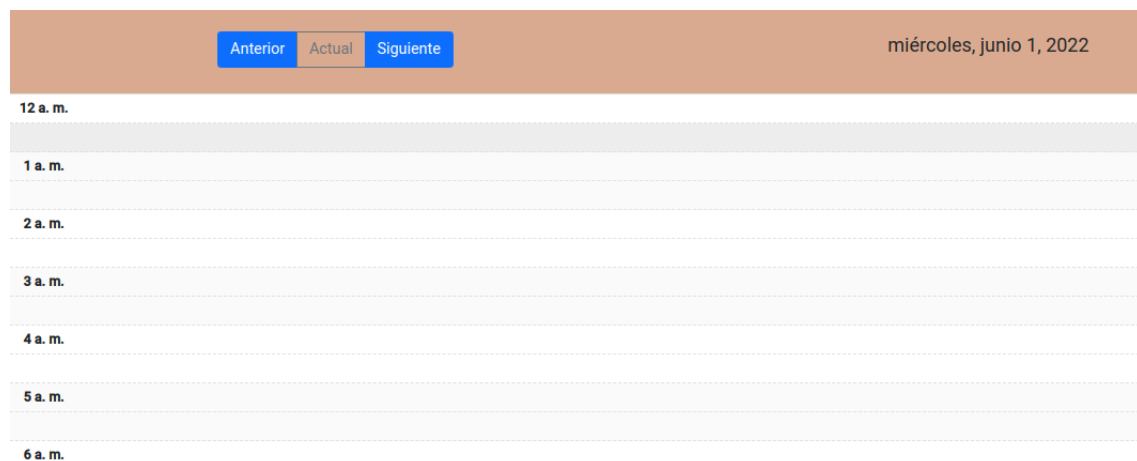 Anterior Actual Siguiente
miércoles, junio 1, 2022
12 a. m.
1 a. m.
2 a. m.
3 a. m.
4 a. m.
5 a. m.
6 a. m.